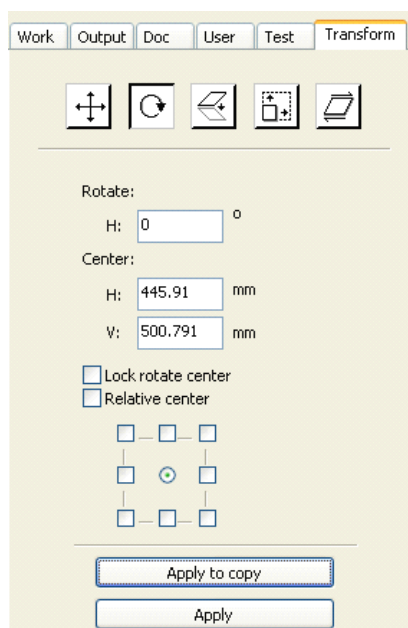 Work Output Doc User Test Transform
Rotate:
H: 0 °
Center:
H: 445.91 mm
V: 500.791 mm
Lock rotate center
Relative center
Apply to copy
Apply